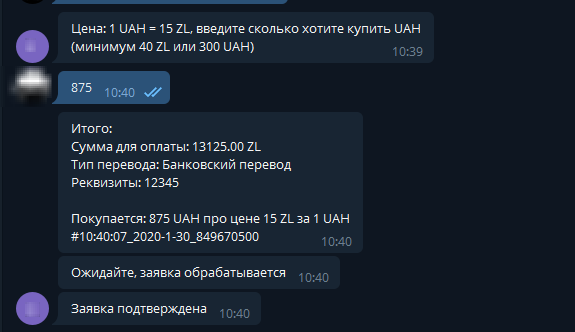 Цена: 1 UAH = 15 ZL, введите сколько хотите купить UAH
(минимум 40 ZL или 300 UAH)
10:39
875
10:40
Итого:
Сумма для оплаты: 13125.00 ZL
Тип перевода: Банковский перевод
Реквизиты: 12345
Покупается: 875 UAH про цене 15 ZL за 1 UAH
#10:40:07_2020-1-30_849670500
10:40
Ожидайте, заявка обрабатывается 10:40
Заявка подтверждена 10:40